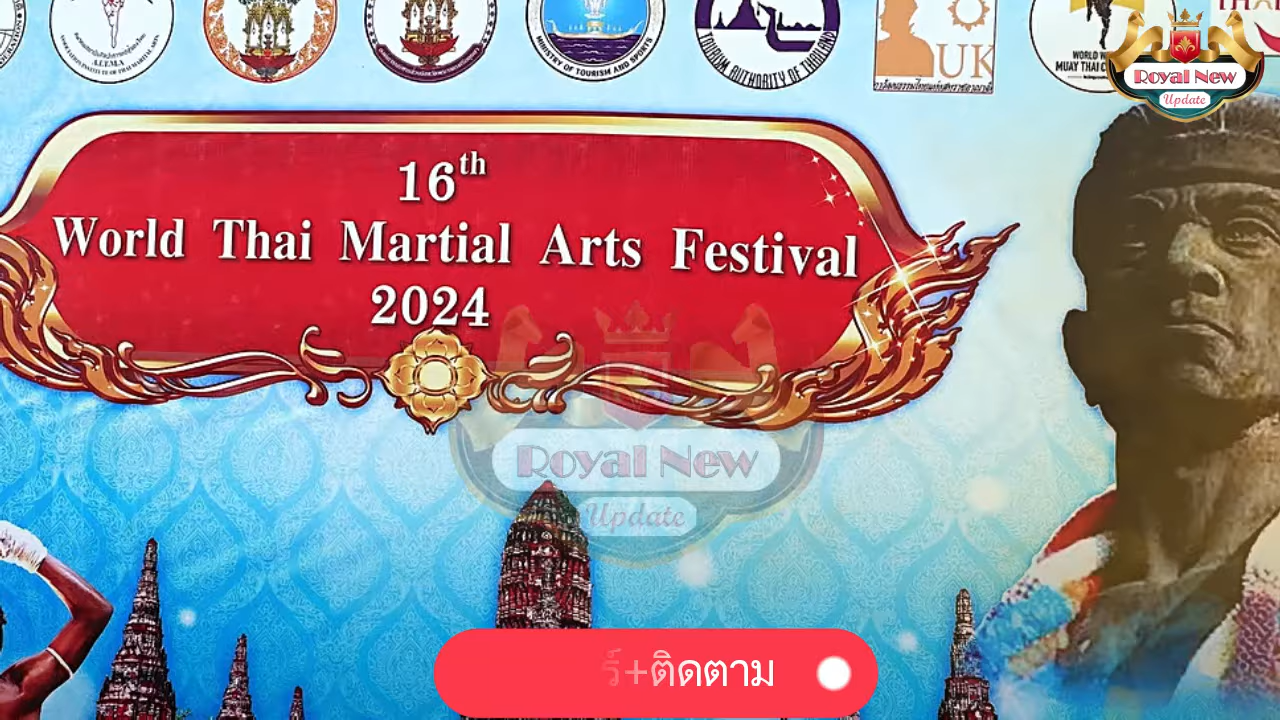 A.I.T.M.A
MINISTRY OF TOURISM AND SPORTS
TOURISM AUTHORITY OF THAILAND
UK
WORLD W
MUAY THAI C
Royal New
Update
16th
World Thai Martial Arts Festival
2024
Royal New
Update
ร์+ติดตาม